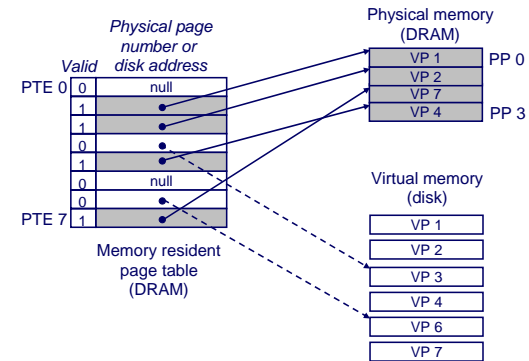 Physical page
number or
disk address
Valid
PTE 0
0
null
1
1
0
1
0
null
0
PTE 7
1
Memory resident
page table
(DRAM)
Physical memory
(DRAM)
VP 1
PP 0
VP 2
VP 7
VP 4
PP 3
Virtual memory
(disk)
VP 1
VP 2
VP 3
VP 4
VP 6
VP 7